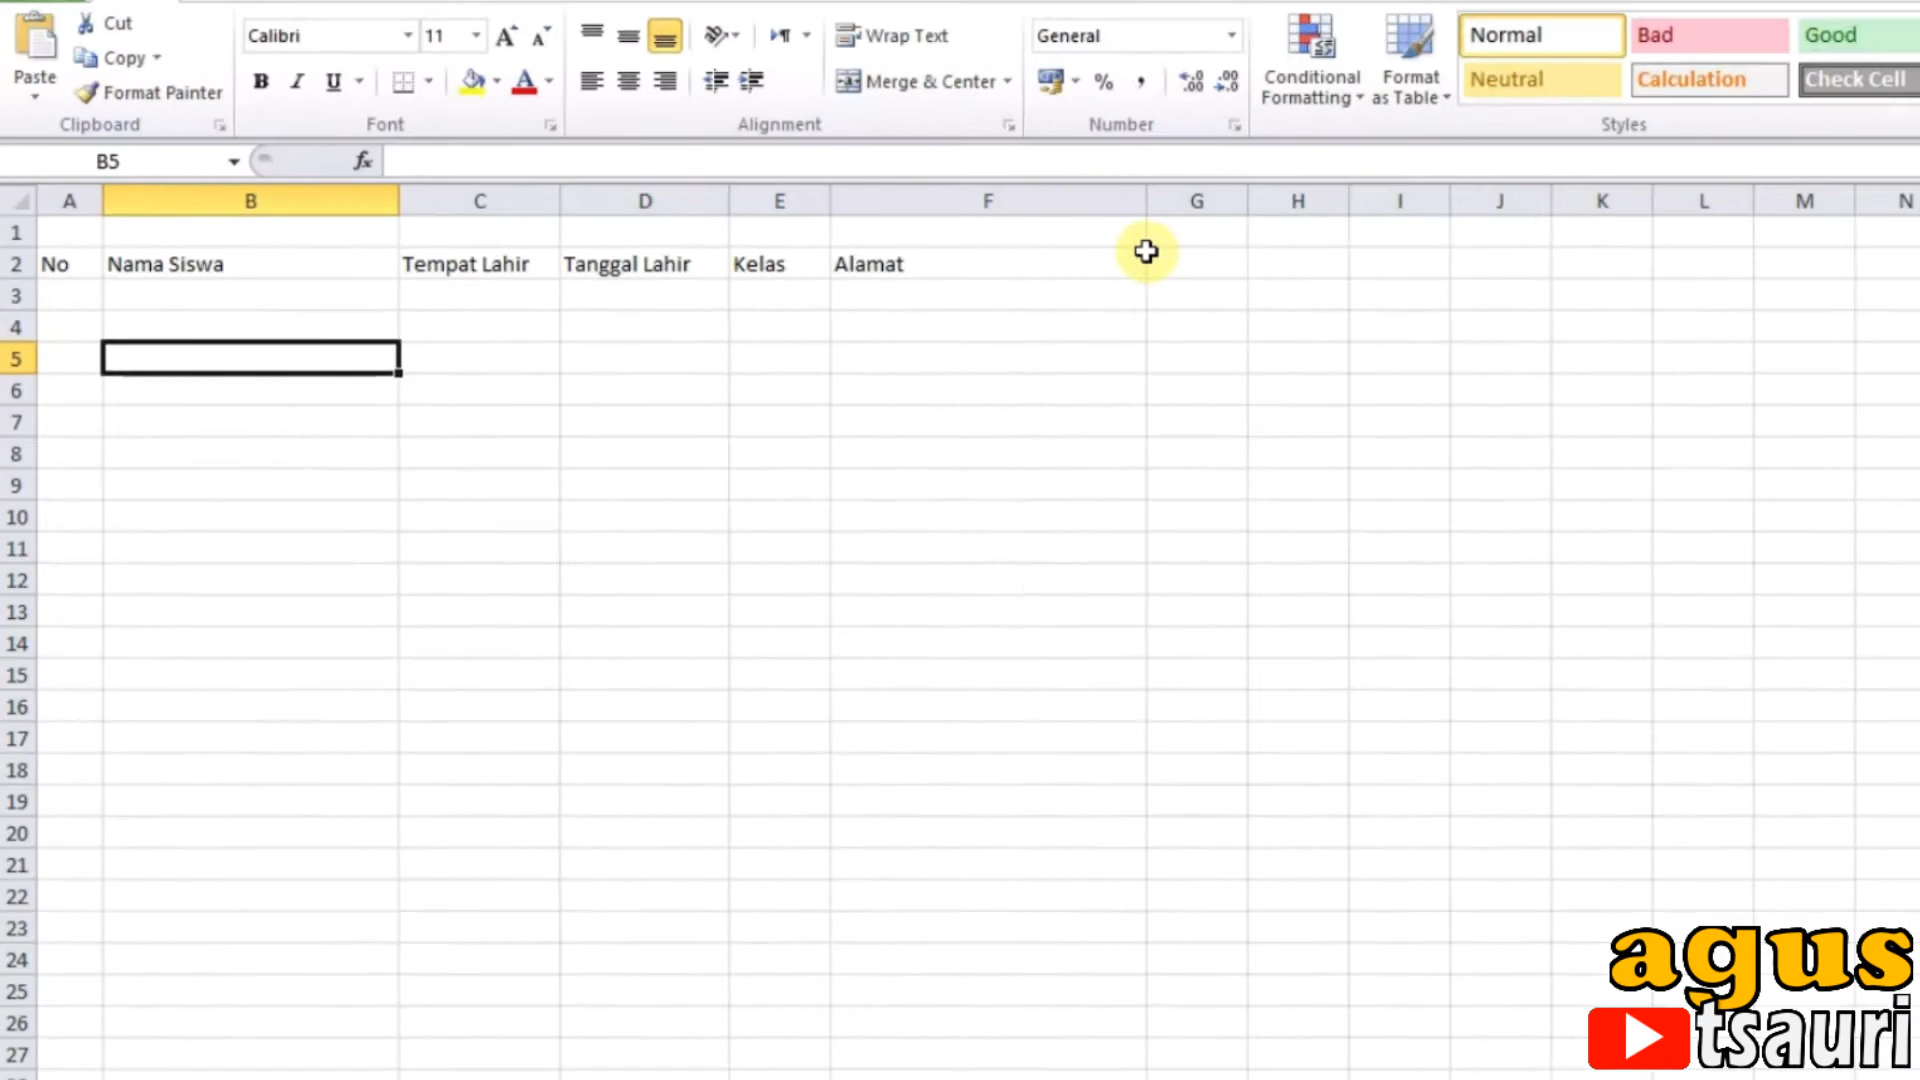 Cut
Calibri 11 Wrap Text General Normal Bad Good
Paste Copy Merge & Center Conditional Formatting Format as Table Neutral Calculation Check Cell
Format Painter
Clipboard Font Alignment Number Styles
B5 fx
A B C D E F G H I J K L M N
1
2 No Nama Siswa Tempat Lahir Tanggal Lahir Kelas Alamat
3
4
5
6
7
8
9
10
11
12
13
14
15
16
17
18
19
20
21
22
23
24
25
26
27
agus
tsauri